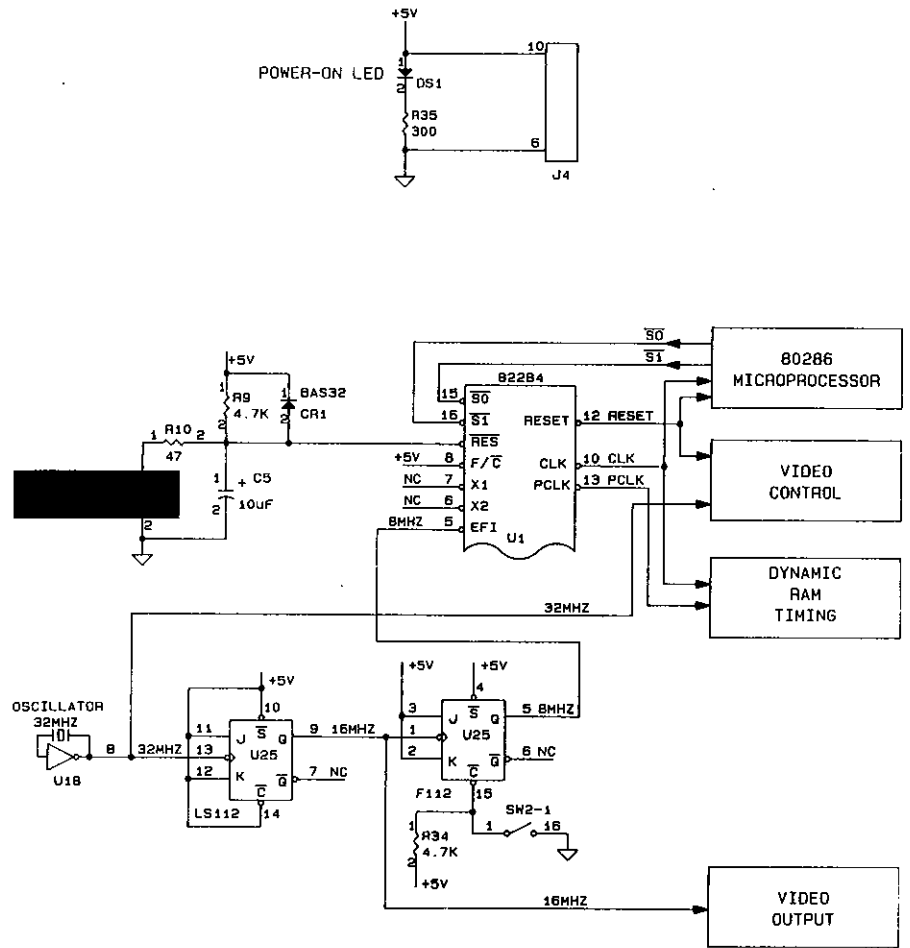 +5V
10
1
POWER-ON LED
DS1
2
R35
300
6
J4
S0
S1
80286
MICROPROCESSOR
+5V
1
R9
4.7K
2
1
BAS32
CR1
2
82284
15
S0
16
S1
RES
RESET
12 RESET
1
R10
2
47
+5V
8
F/C
CLK
10 CLK
NC
7
X1
PCLK
13 PCLK
NC
6
X2
8MHZ
5
EFI
U1
1
+ C5
10uF
2
2
VIDEO
CONTROL
32MHZ
DYNAMIC
RAM
TIMING
OSCILLATOR
32MHZ
8
32MHZ
U18
+5V
10
11
J
S
Q
9
16MHZ
13
U25
12
K
Q
7 NC
C
LS112
14
+5V
+5V
4
3
J
S
Q
5 8MHZ
1
U25
2
K
Q
6 NC
C
F112
15
1
R34
4.7K
2
+5V
SW2-1
1
16
16MHZ
VIDEO
OUTPUT